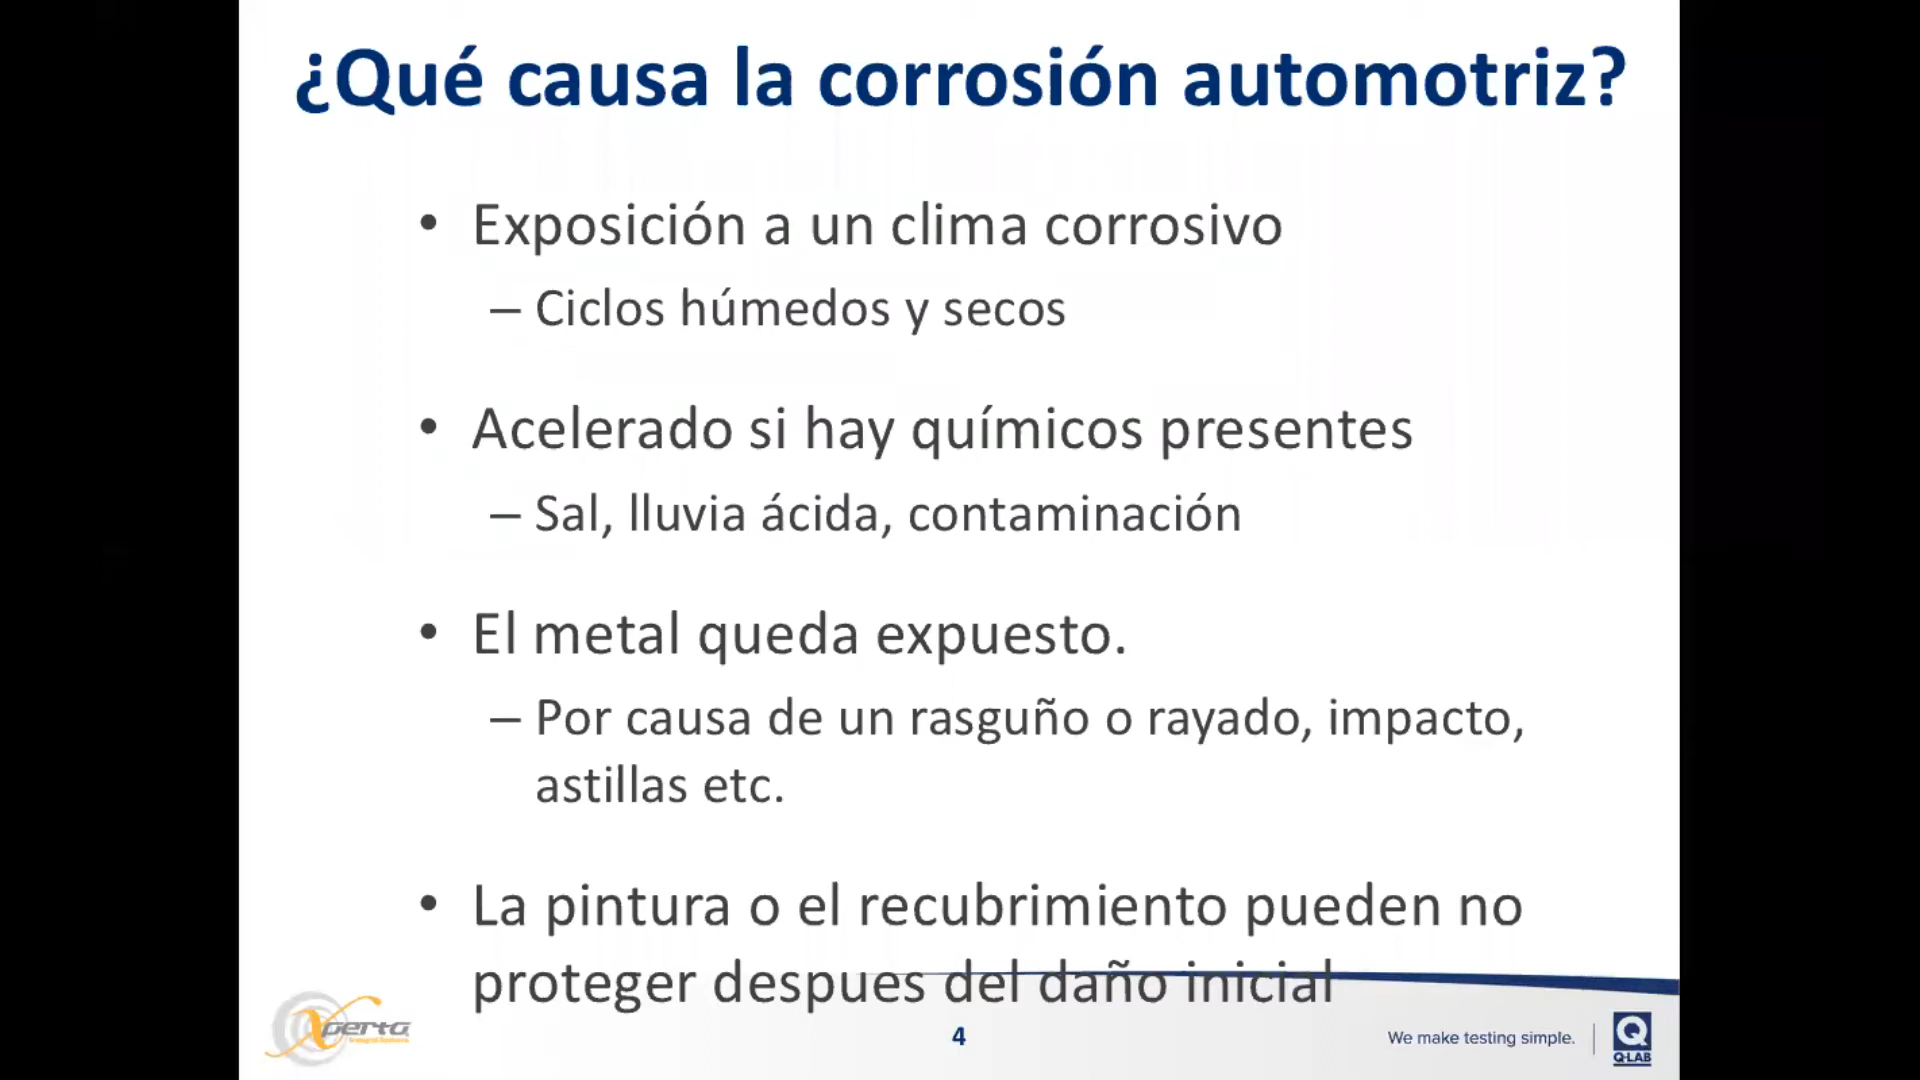 ¿Qué causa la corrosión automotriz?
• Exposición a un clima corrosivo
– Ciclos húmedos y secos
• Acelerado si hay químicos presentes
– Sal, lluvia ácida, contaminación
• El metal queda expuesto.
– Por causa de un rasguño o rayado, impacto,
astillas etc.
• La pintura o el recubrimiento pueden no
proteger despues del daño inicial
Xperta
4
We make testing simple.
Q-LAB